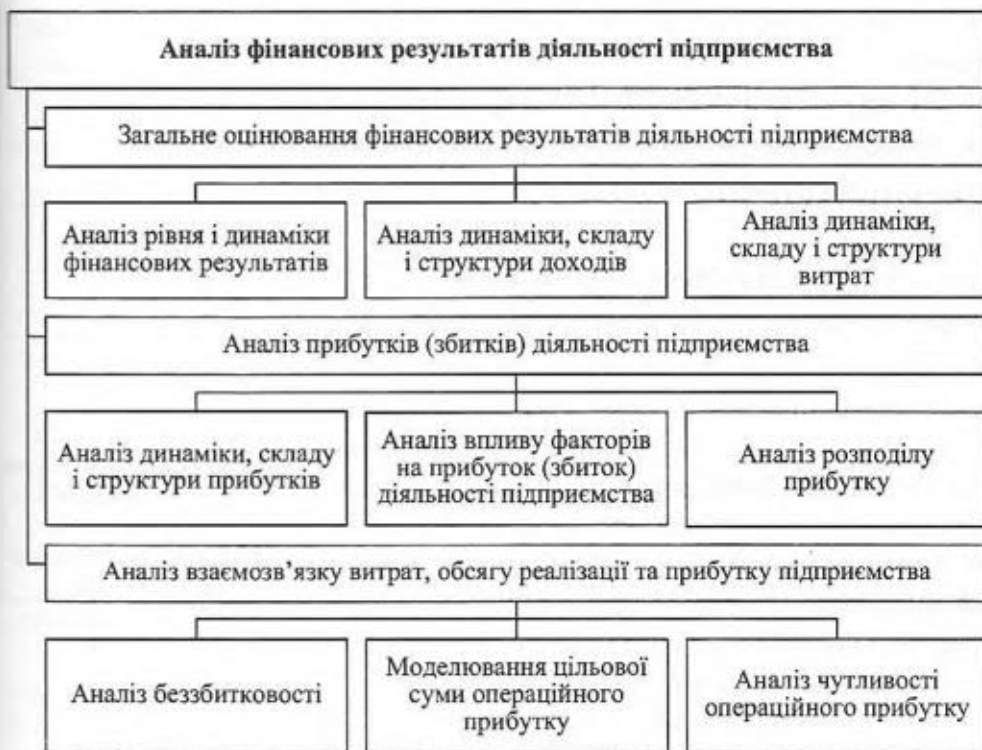 Аналіз фінансових результатів діяльності підприємства
Загальне оцінювання фінансових результатів діяльності підприємства
Аналіз рівня і динаміки
фінансових результатів
Аналіз динаміки, складу
і структури доходів
Аналіз динаміки,
складу і структури
витрат
Аналіз прибутків (збитків) діяльності підприємства
Аналіз динаміки, складу
і структури прибутків
Аналіз впливу факторів
на прибуток (збиток)
діяльності підприємства
Аналіз розподілу
прибутку
Аналіз взаємозв'язку витрат, обсягу реалізації та прибутку підприємства
Аналіз беззбитковості
Моделювання цільової
суми операційного
прибутку
Аналіз чутливості
операційного прибутку